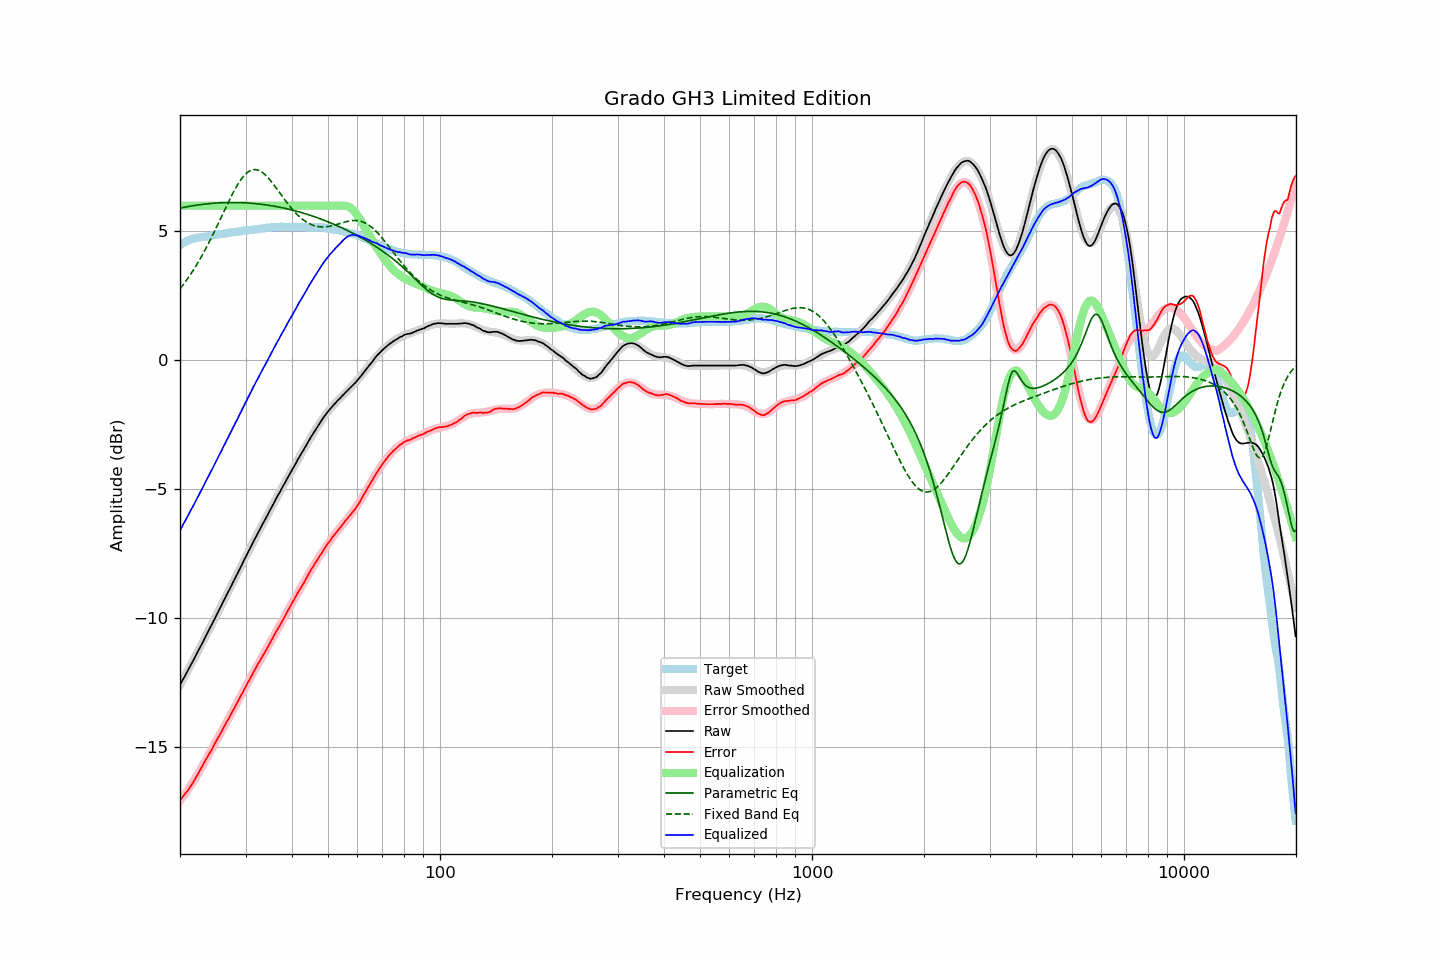 Grado GH3 Limited Edition
Amplitude (dBr)
5
0
−5
−10
−15
100
1000
10000
Frequency (Hz)
Target
Raw Smoothed
Error Smoothed
Raw
Error
Equalization
Parametric Eq
Fixed Band Eq
Equalized